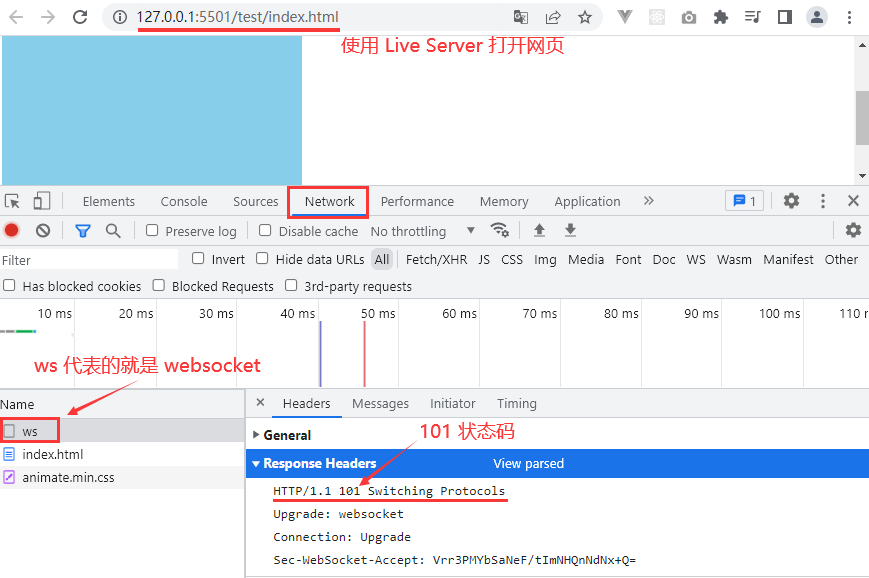 127.0.0.1:5501/test/index.html
使用 Live Server 打开网页
Elements Console Sources Network Performance Memory Application 1
Preserve log Disable cache No throttling
Filter Invert Hide data URLs All Fetch/XHR JS CSS Img Media Font Doc WS Wasm Manifest Other
Has blocked cookies Blocked Requests 3rd-party requests
10 ms 20 ms 30 ms 40 ms 50 ms 60 ms 70 ms 80 ms 90 ms 100 ms 110 m
ws 代表的就是 websocket
Name
ws
index.html
animate.min.css
Headers Messages Initiator Timing
General
101 状态码
Response Headers View parsed
HTTP/1.1 101 Switching Protocols
Upgrade: websocket
Connection: Upgrade
Sec-WebSocket-Accept: Vrr3PMYbSaNeF/tImNHQnNdNx+Q=